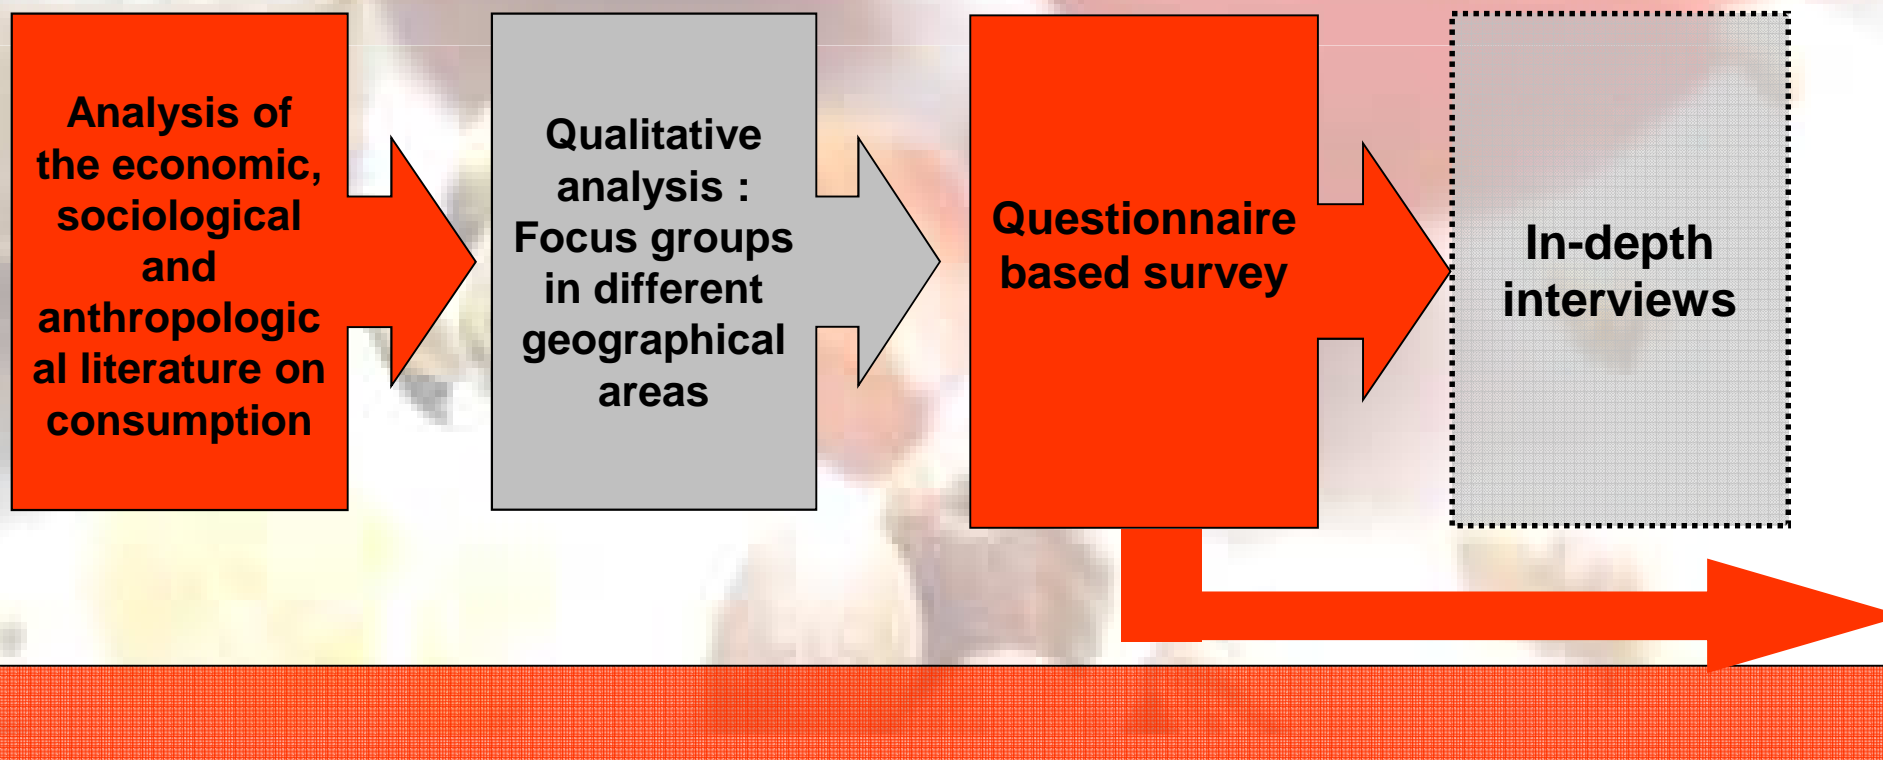 Analysis of
the economic,
sociological
and
anthropologic
al literature on
consumption
Qualitative
analysis :
Focus groups
in different
geographical
areas
Questionnaire
based survey
In-depth
interviews